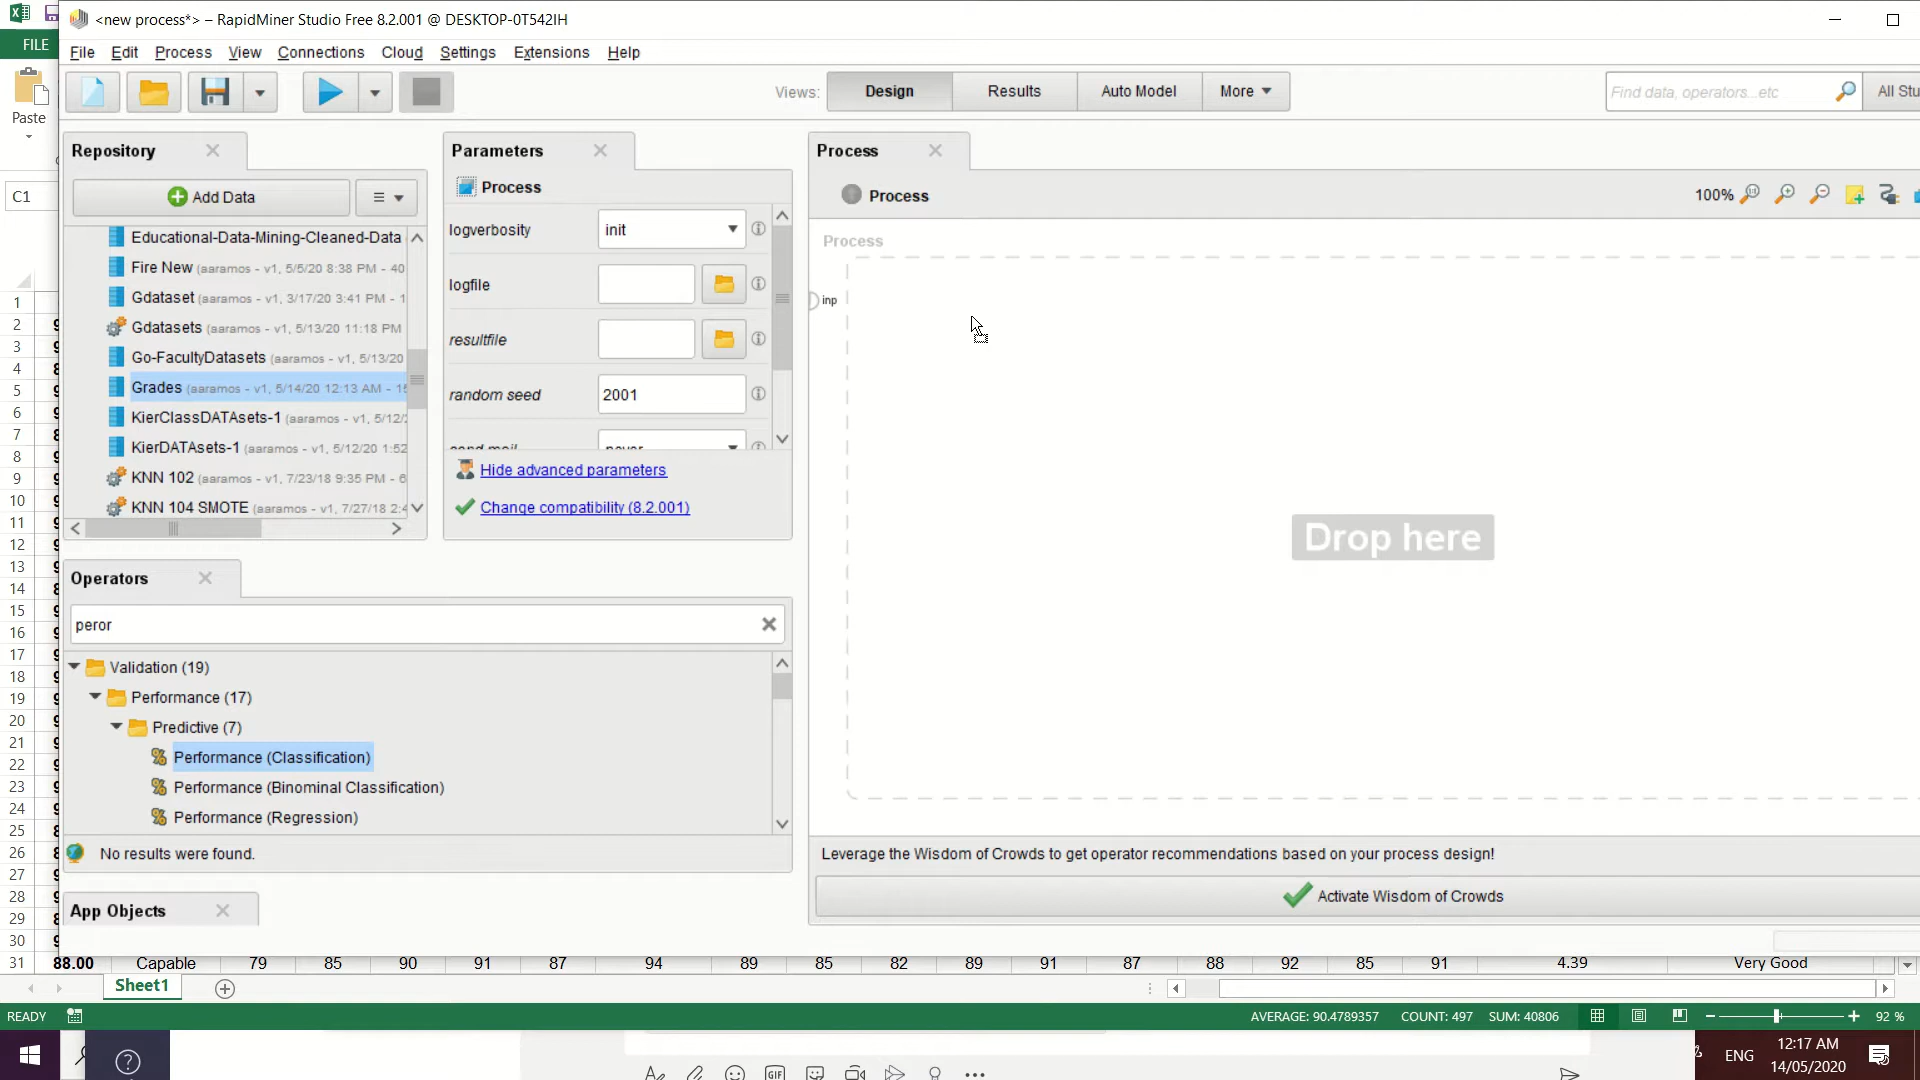 <new process*> – RapidMiner Studio Free 8.2.001 @ DESKTOP-0T542IH
FILE
File Edit Process View Connections Cloud Settings Extensions Help
Paste
Views: Design Results Auto Model More
Find data, operators...etc
All Stu
Repository
Add Data
Educational-Data-Mining-Cleaned-Data
Fire New (aaramos - v1, 5/5/20 8:38 PM - 40
Gdataset (aaramos - v1, 3/17/20 3:41 PM - 1
Gdatasets (aaramos - v1, 5/13/20 11:18 PM
Go-FacultyDatasets (aaramos - v1, 5/13/20
Grades (aaramos - v1, 5/14/20 12:13 AM - 1
KierClassDATAsets-1 (aaramos - v1, 5/12/
KierDATAsets-1 (aaramos - v1, 5/12/20 1:52
KNN 102 (aaramos - v1, 7/23/18 9:35 PM - 6
KNN 104 SMOTE (aaramos - v1, 7/27/18 2:4
Parameters
Process
logverbosity init
logfile
resultfile
random seed 2001
Hide advanced parameters
Change compatibility (8.2.001)
Process
Process
100%
Process
inp
Drop here
Leverage the Wisdom of Crowds to get operator recommendations based on your process design!
Activate Wisdom of Crowds
Operators
peror
Validation (19)
Performance (17)
Predictive (7)
Performance (Classification)
Performance (Binominal Classification)
Performance (Regression)
No results were found.
App Objects
C1
1
2
3
4
5
6
7
8
9
10
11
12
13
14
15
16
17
18
19
20
21
22
23
24
25
26
27
28
29
30
31 88.00 Capable 79 85 90 91 87 94 89 85 82 89 91 87 88 92 85 91 4.39 Very Good
Sheet1
READY
AVERAGE: 90.4789357 COUNT: 497 SUM: 40806
92 %
GIF
ENG
12:17 AM
14/05/2020